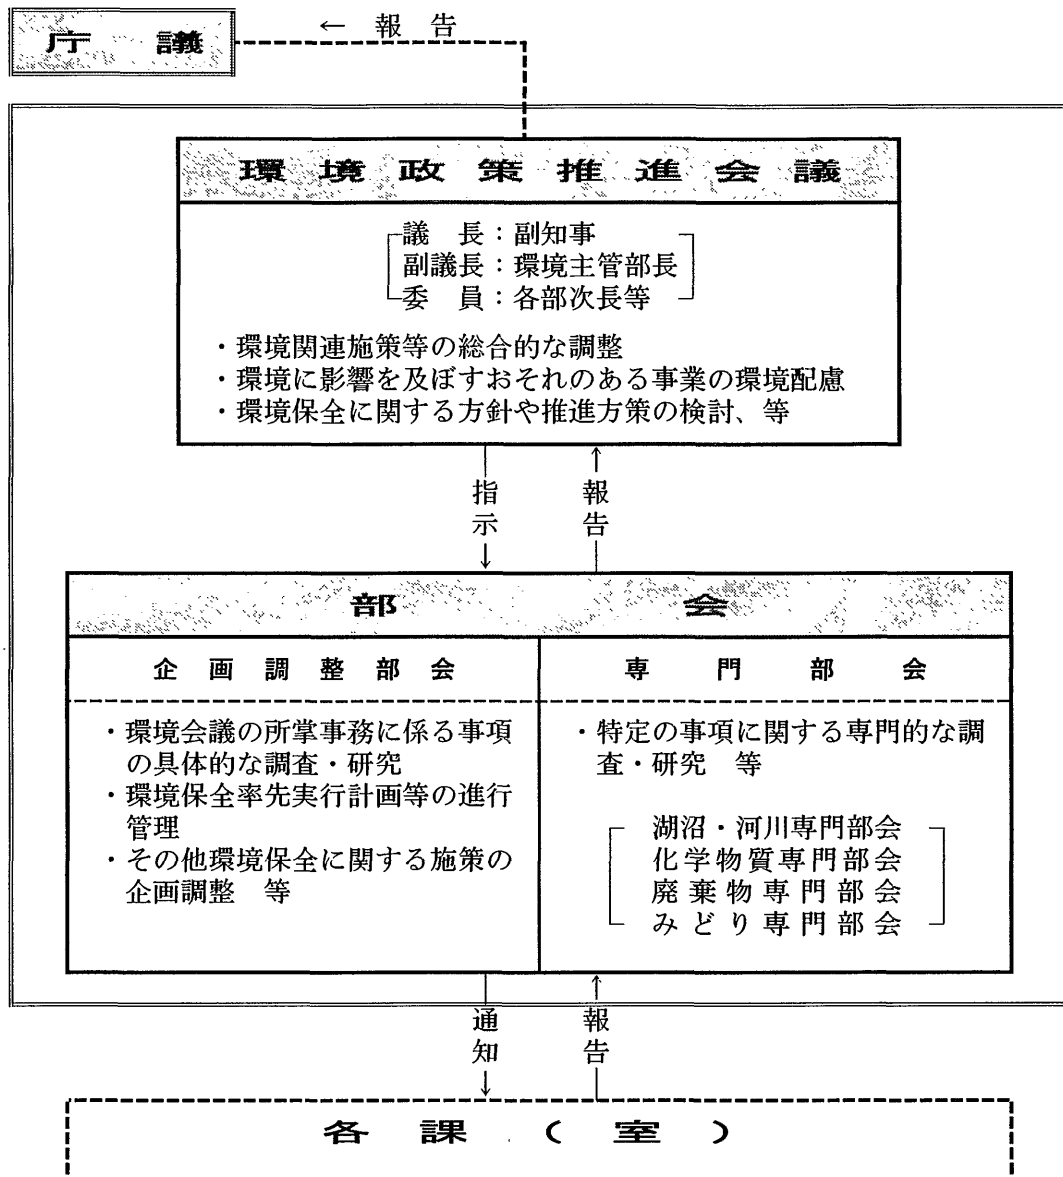 庁議
← 報告
環境政策推進会議
議長：副知事
副議長：環境主管部長
委員：各部次長等
・環境関連施策等の総合的な調整
・環境に影響を及ぼすおそれのある事業の環境配慮
・環境保全に関する方針や推進方策の検討、等
指示
報告
部会
企画調整部会
・環境会議の所掌事務に係る事項
の具体的な調査・研究
・環境保全率先実行計画等の進行
管理
・その他環境保全に関する施策の
企画調整 等
専門部会
・特定の事項に関する専門的な調
査・研究 等
湖沼・河川専門部会
化学物質専門部会
廃棄物専門部会
みどり専門部会
通知
報告
各課(室)